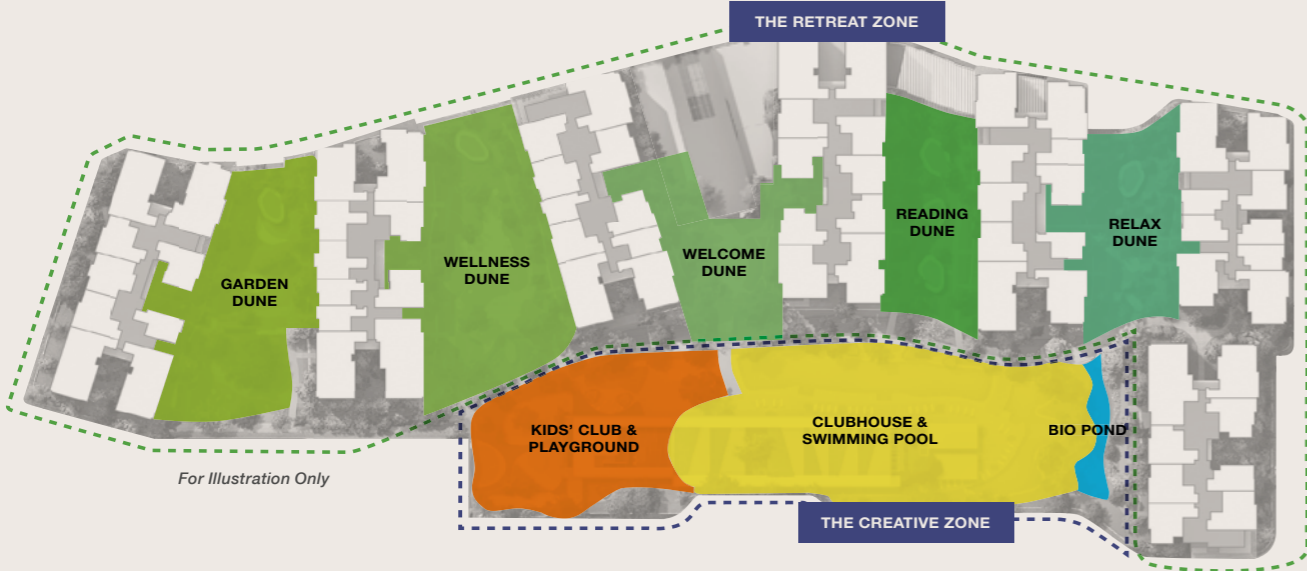 THE RETREAT ZONE
GARDEN
DUNE
WELLNESS
DUNE
WELCOME
DUNE
READING
DUNE
RELAX
DUNE
KIDS' CLUB &
PLAYGROUND
CLUBHOUSE &
SWIMMING POOL
BIO POND
For Illustration Only
THE CREATIVE ZONE